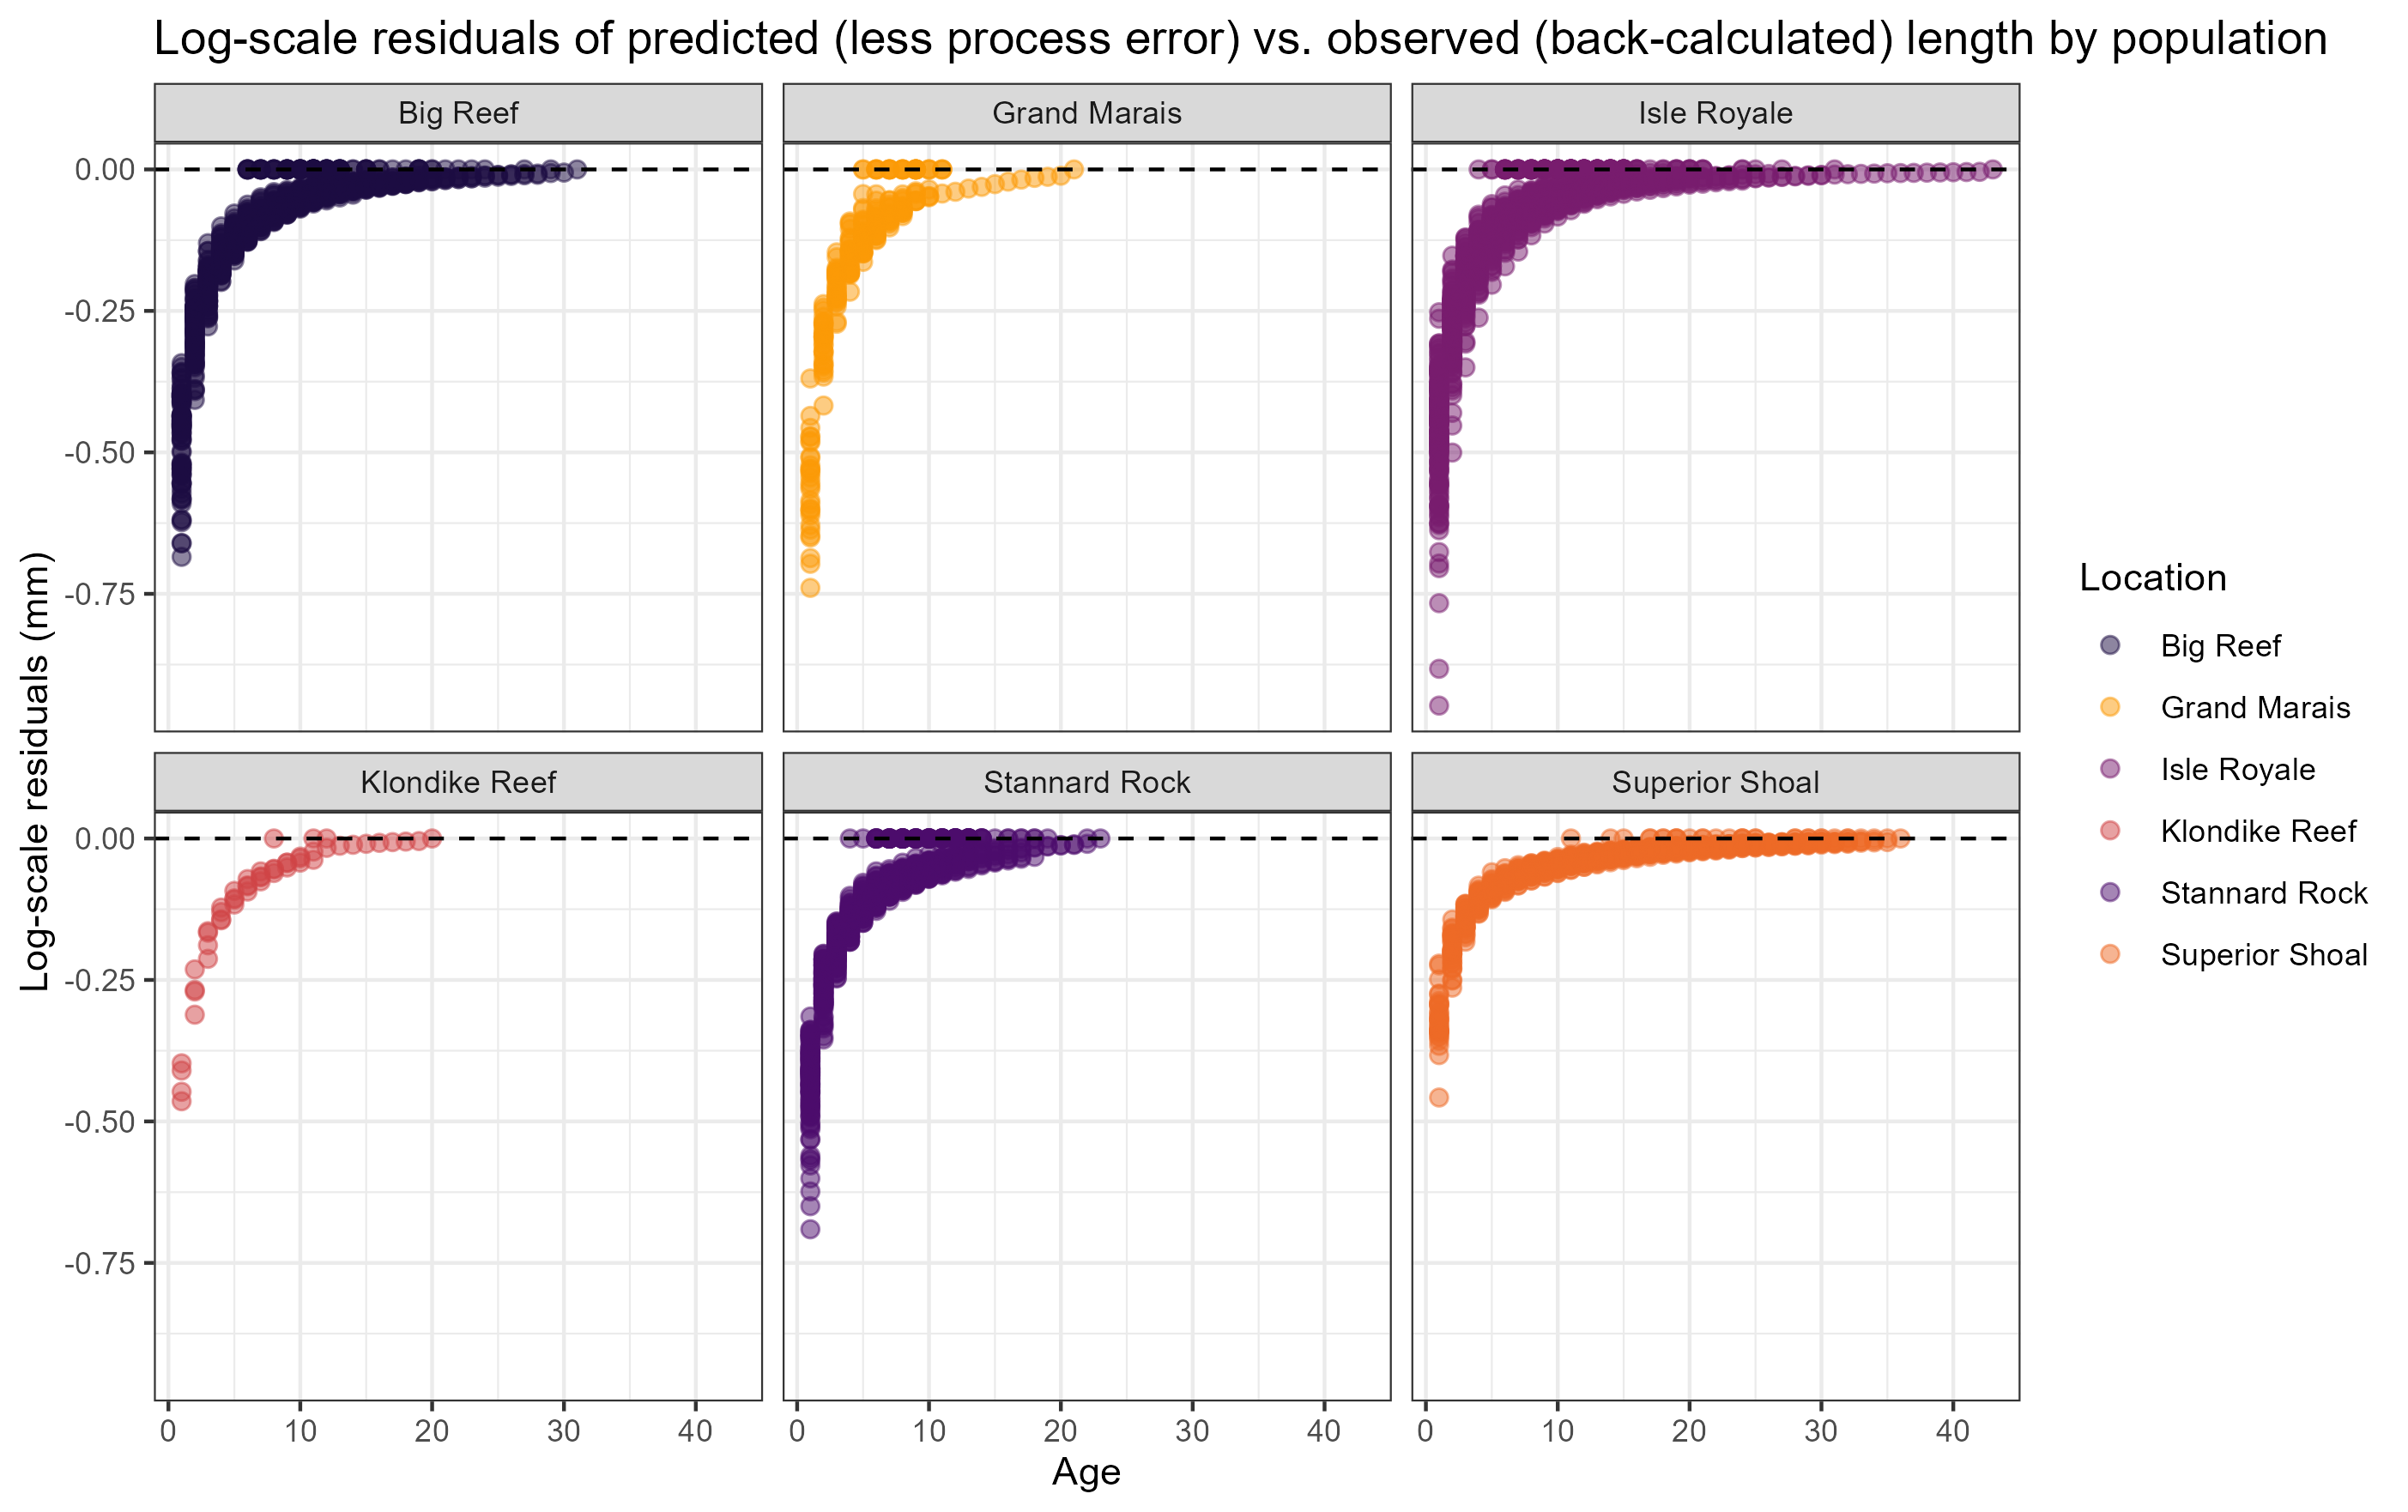 Log-scale residuals of predicted (less process error) vs. observed (back-calculated) length by population
Big Reef
Grand Marais
Isle Royale
0.00
-0.25
-0.50
-0.75
Klondike Reef
Stannard Rock
Superior Shoal
0.00
-0.25
-0.50
-0.75
0 10 20 30 40
0 10 20 30 40
0 10 20 30 40
Age
Log-scale residuals (mm)
Location
Big Reef
Grand Marais
Isle Royale
Klondike Reef
Stannard Rock
Superior Shoal